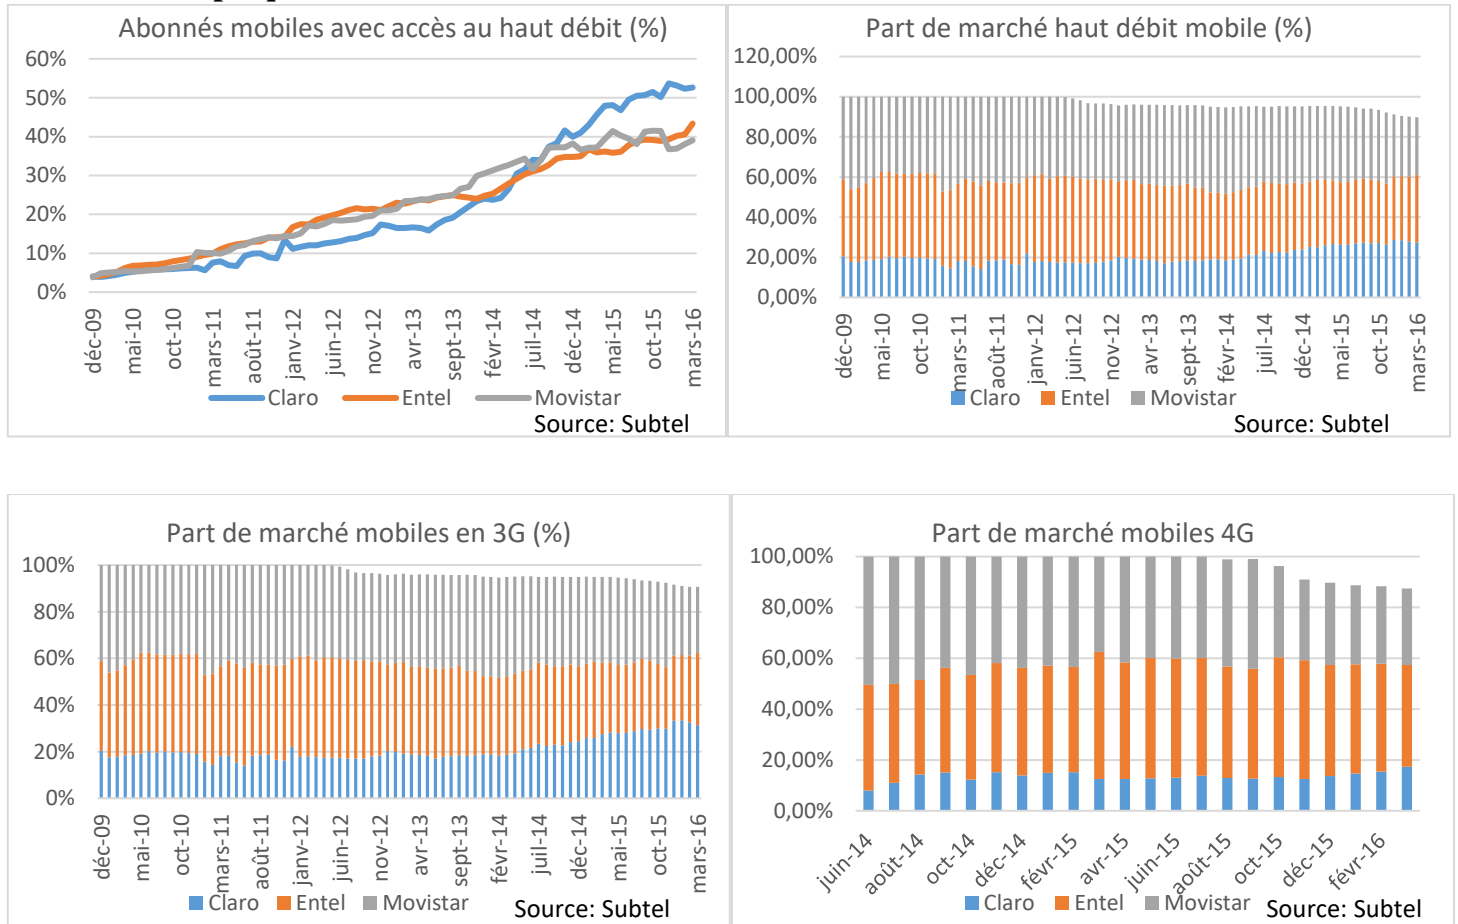 Abonnés mobiles avec accès au haut débit (%)
60%
50%
40%
30%
20%
10%
0%
déc-09
mai-10
oct-10
mars-11
août-11
janv-12
juin-12
nov-12
avr-13
sept-13
févr-14
juil-14
déc-14
mai-15
oct-15
mars-16
Claro Entel Movistar
Source: Subtel
Part de marché haut débit mobile (%)
120,00%
100,00%
80,00%
60,00%
40,00%
20,00%
0,00%
déc-09
mai-10
oct-10
mars-11
août-11
janv-12
juin-12
nov-12
avr-13
sept-13
févr-14
juil-14
déc-14
mai-15
oct-15
mars-16
Claro Entel Movistar
Source: Subtel
Part de marché mobiles en 3G (%)
100%
80%
60%
40%
20%
0%
déc-09
mai-10
oct-10
mars-11
août-11
janv-12
juin-12
nov-12
avr-13
sept-13
févr-14
juil-14
déc-14
mai-15
oct-15
mars-16
Claro Entel Movistar
Source: Subtel
Part de marché mobiles 4G
100,00%
80,00%
60,00%
40,00%
20,00%
0,00%
juin-14
août-14
oct-14
déc-14
févr-15
avr-15
juin-15
août-15
oct-15
déc-15
févr-16
Claro Entel Movistar
Source: Subtel